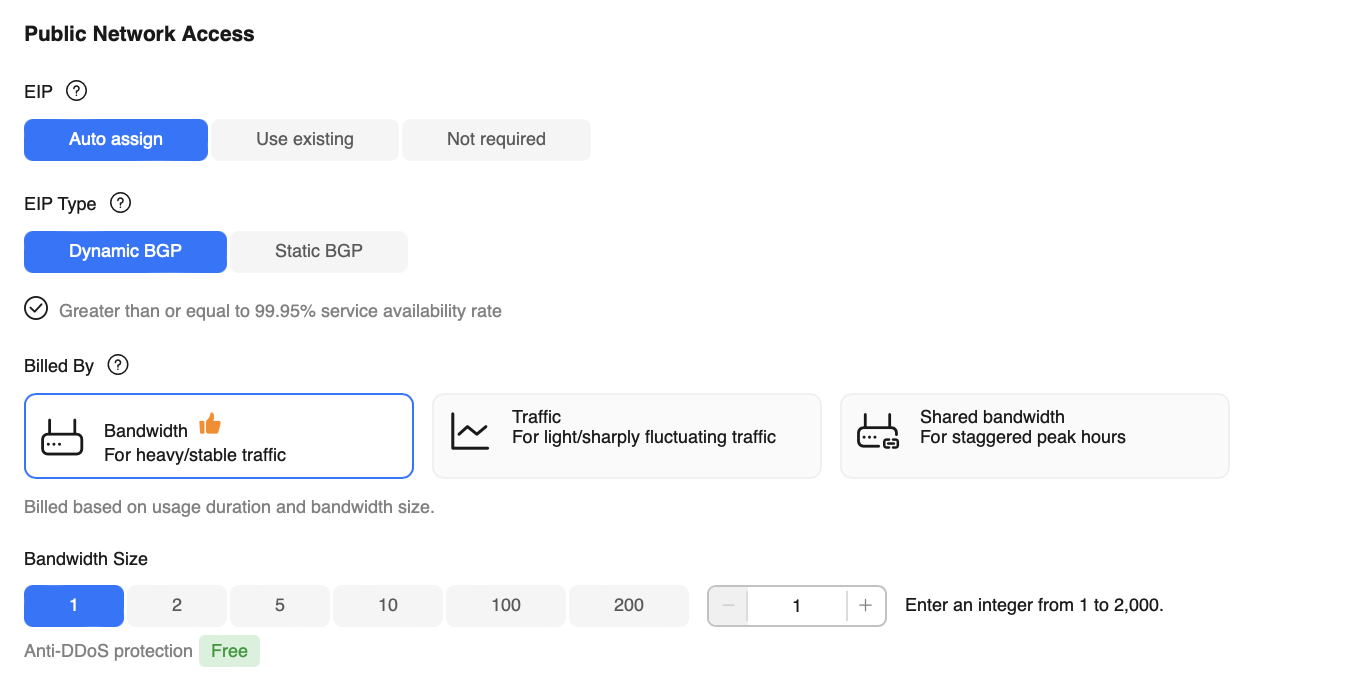 Public Network Access
EIP ?
Auto assign Use existing Not required
EIP Type ?
Dynamic BGP Static BGP
Greater than or equal to 99.95% service availability rate
Billed By ?
Bandwidth
For heavy/stable traffic
Traffic
For light/sharply fluctuating traffic
Shared bandwidth
For staggered peak hours
Billed based on usage duration and bandwidth size.
Bandwidth Size
1 2 5 10 100 200 − 1 + Enter an integer from 1 to 2,000.
Anti-DDoS protection Free